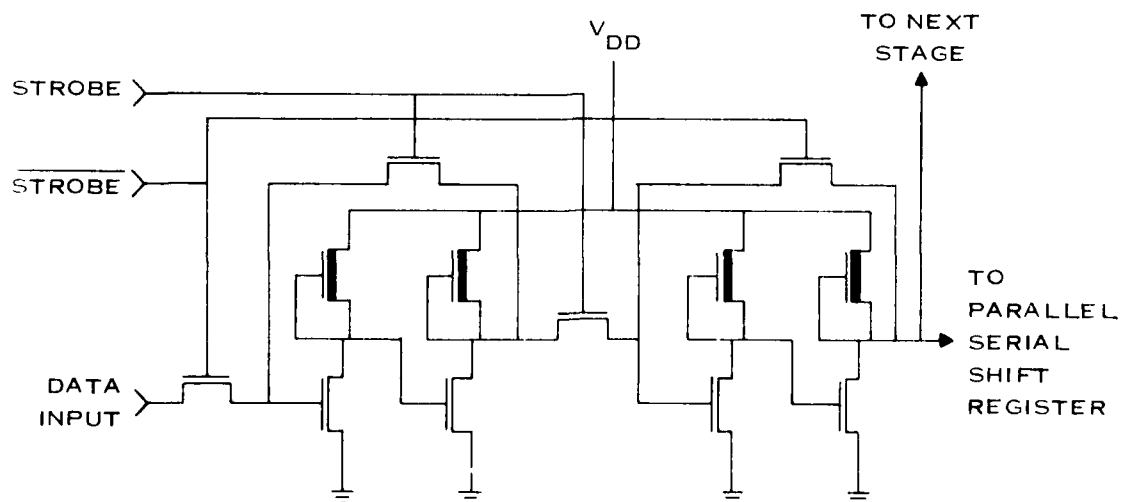 TO NEXT
STAGE
V
DD
STROBE
STROBE
DATA
INPUT
TO
PARALLEL
SERIAL
SHIFT
REGISTER